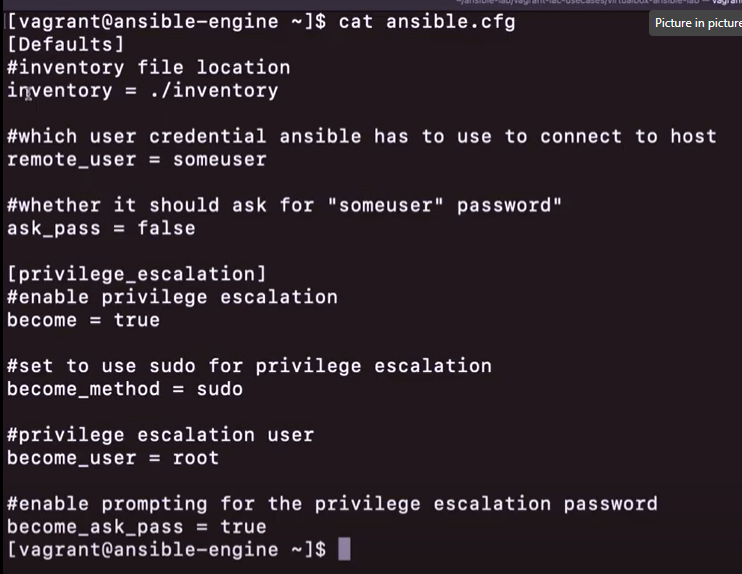 [vagrant@ansible-engine ~]$ cat ansible.cfg
Picture in picture
[Defaults]
#inventory file location
inventory = ./inventory
#which user credential ansible has to use to connect to host
remote_user = someuser
#whether it should ask for "someuser" password"
ask_pass = false
[privilege_escalation]
#enable privilege escalation
become = true
#set to use sudo for privilege escalation
become_method = sudo
#privilege escalation user
become_user = root
#enable prompting for the privilege escalation password
become_ask_pass = true
[vagrant@ansible-engine ~]$